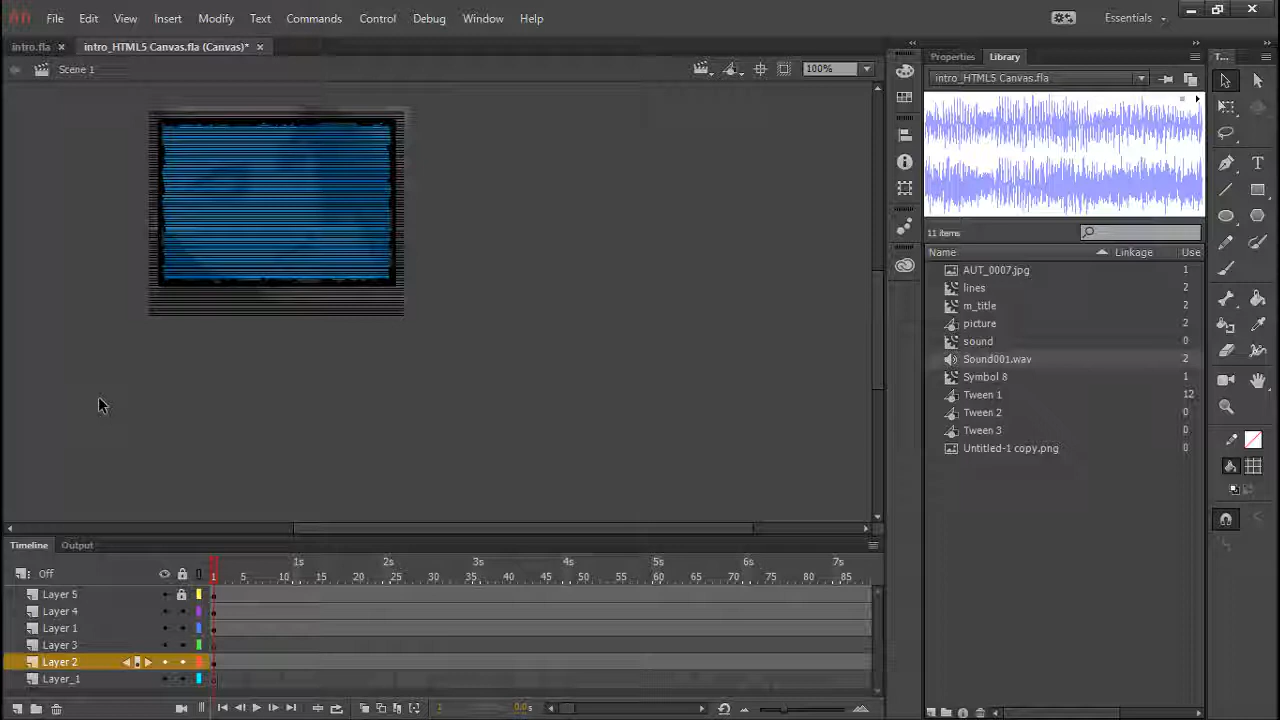 An File Edit View Insert Modify Text Commands Control Debug Window Help Essentials
intro.fla × intro_HTML5 Canvas.fla (Canvas)* ×
Scene 1 100%
Properties Library T...
intro_HTML5 Canvas.fla
11 items
Name Linkage Use
AUT_0007.jpg 1
lines 2
m_title 2
picture 2
sound 0
Sound001.wav 2
Symbol 8 1
Tween 1 12
Tween 2 0
Tween 3 0
Untitled-1 copy.png 0
Timeline Output
1s 2s 3s 4s 5s 6s 7s
Off 1 5 10 15 20 25 30 35 40 45 50 55 60 65 70 75 80 85
Layer 5
Layer 4
Layer 1
Layer 3
Layer 2
Layer_1
1 0.0s